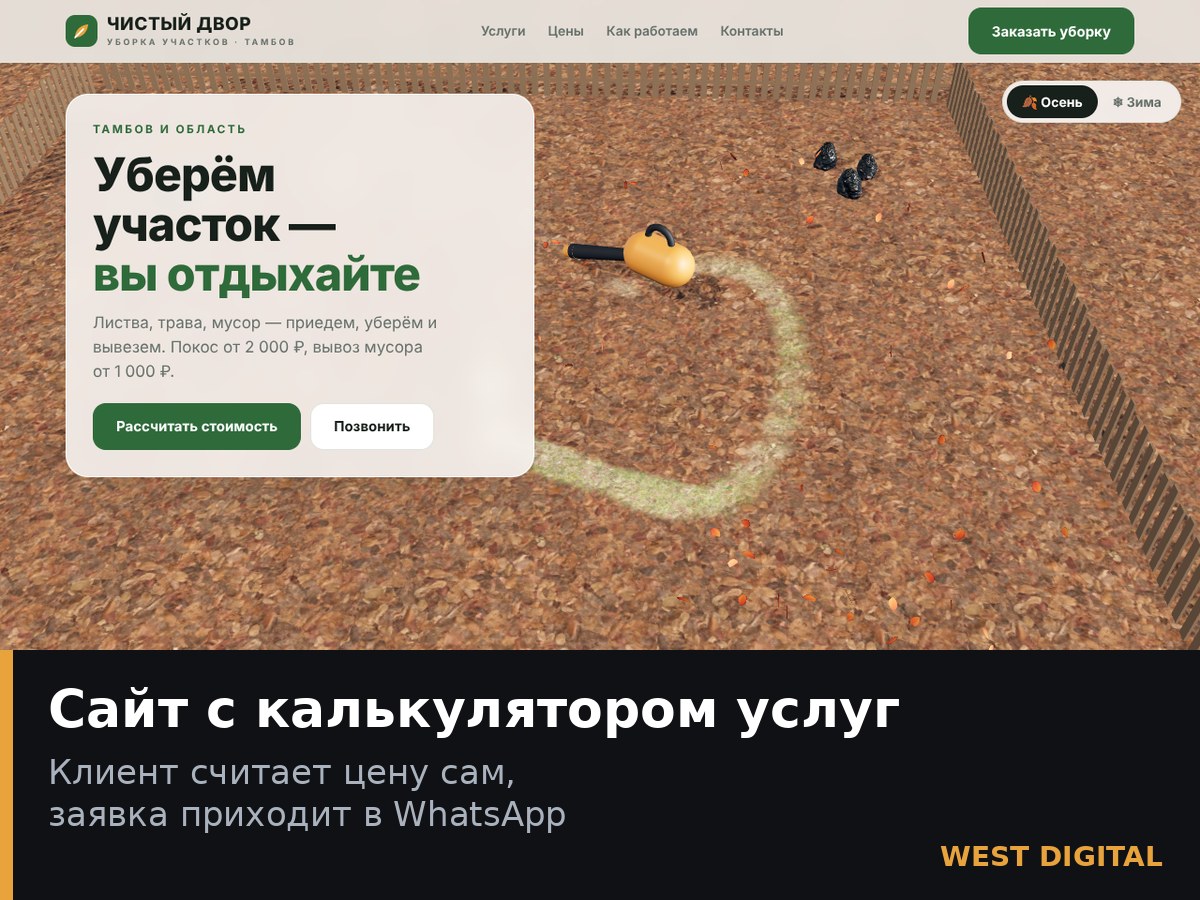 ЧИСТЫЙ ДВОР
УБОРКА УЧАСТКОВ · ТАМБОВ
Услуги
Цены
Как работаем
Контакты
Заказать уборку
🍂 Осень
❄ Зима
ТАМБОВ И ОБЛАСТЬ
Уберём
участок —
вы отдыхайте
Листва, трава, мусор — приедем, уберём и
вывезем. Покос от 2 000 ₽, вывоз мусора
от 1 000 ₽.
Рассчитать стоимость
Позвонить
Сайт с калькулятором услуг
Клиент считает цену сам,
заявка приходит в WhatsApp
WEST DIGITAL